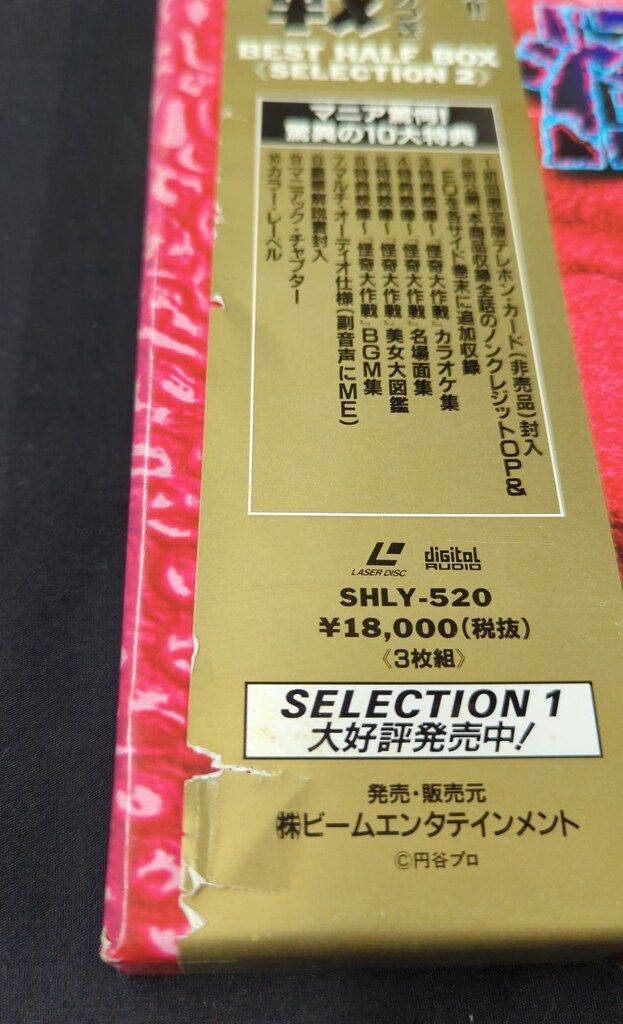 BEST HALF BOX
《SELECTION 2》
マニア驚愕!
驚異の10大特典
①初回限定版テレホン・カード(非売品)封入
②初公開、本商品収録全話のノンクレジットOP&
EDを各サイド巻末に追加収録
③特典映像〜『怪奇大作戦』カラオケ集
④特典映像〜『怪奇大作戦』名場面集
⑤特典映像〜『怪奇大作戦』美女大図鑑
⑥特典映像〜『怪奇大作戦』BGM集
⑦マルチ・オーディオ仕様(副音声にME)
⑧豪華解説書封入
⑨マニアック・チャプター
⑩カラー・レーベル
LASER DISC
digital AUDIO
SHLY-520
¥18,000(税抜)
《3枚組》
SELECTION 1
大好評発売中!
発売・販売元
㈱ビームエンタテインメント
©円谷プロ